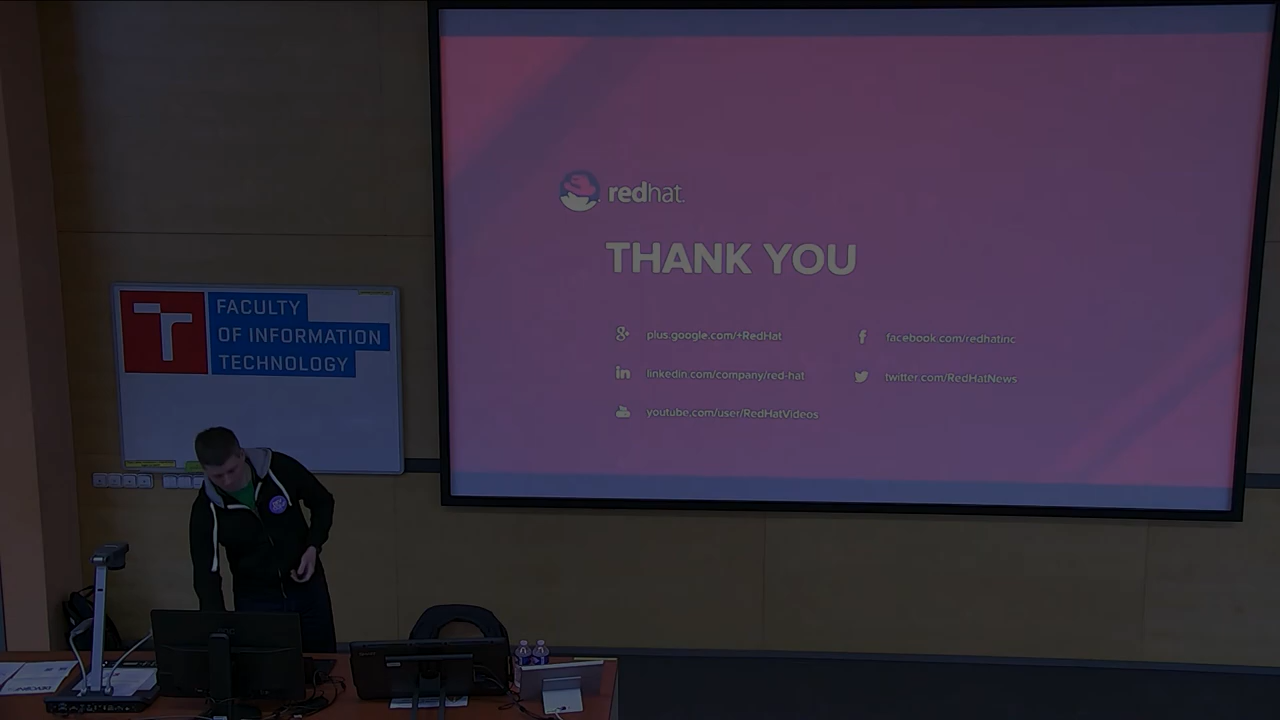 redhat.
THANK YOU
plus.google.com/+RedHat
facebook.com/redhatinc
linkedin.com/company/red-hat
twitter.com/RedHatNews
youtube.com/user/RedHatVideos
FACULTY
OF INFORMATION
TECHNOLOGY